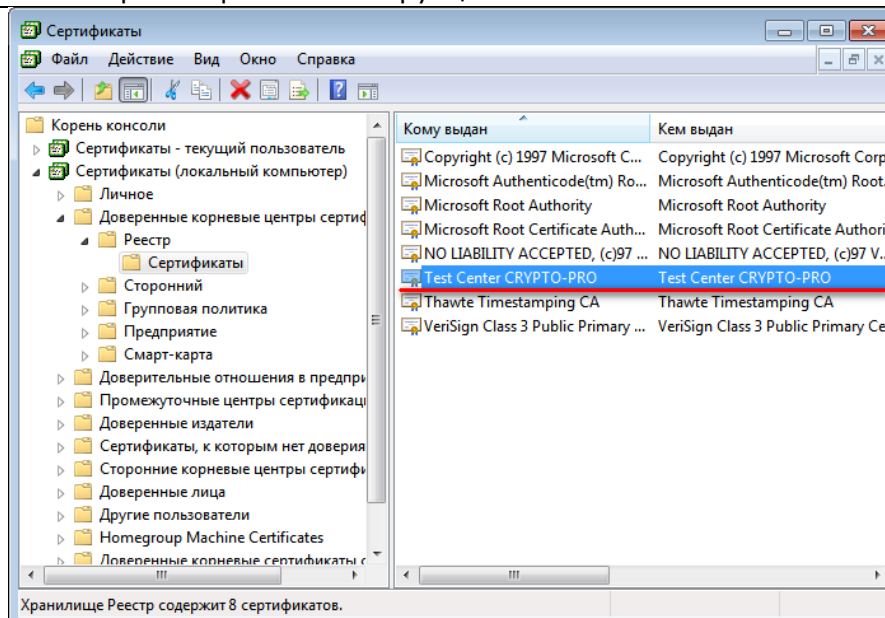 Сертификаты
Файл Действие Вид Окно Справка
Корень консоли
Сертификаты - текущий пользователь
Сертификаты (локальный компьютер)
Личное
Доверенные корневые центры сертиф
Реестр
Сертификаты
Сторонний
Групповая политика
Предприятие
Смарт-карта
Доверительные отношения в предпри
Промежуточные центры сертификац
Доверенные издатели
Сертификаты, к которым нет доверия
Сторонние корневые центры сертифи
Доверенные лица
Другие пользователи
Homegroup Machine Certificates
Доверенные корневые сертификаты с
Кому выдан Кем выдан
Copyright (c) 1997 Microsoft C... Copyright (c) 1997 Microsoft Corp
Microsoft Authenticode(tm) Ro... Microsoft Authenticode(tm) Root.
Microsoft Root Authority Microsoft Root Authority
Microsoft Root Certificate Auth... Microsoft Root Certificate Authori
NO LIABILITY ACCEPTED, (c)97 ... NO LIABILITY ACCEPTED, (c)97 V...
Test Center CRYPTO-PRO Test Center CRYPTO-PRO
Thawte Timestamping CA Thawte Timestamping CA
VeriSign Class 3 Public Primary ... VeriSign Class 3 Public Primary Ce
Хранилище Реестр содержит 8 сертификатов.